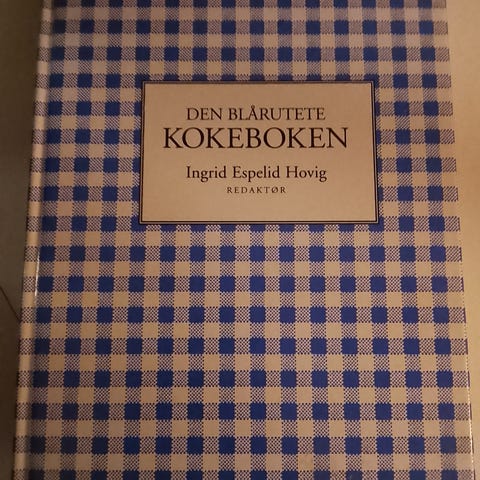 DEN BLÅRUTETE
KOKEBOKEN
Ingrid Espelid Hovig
REDAKTØR